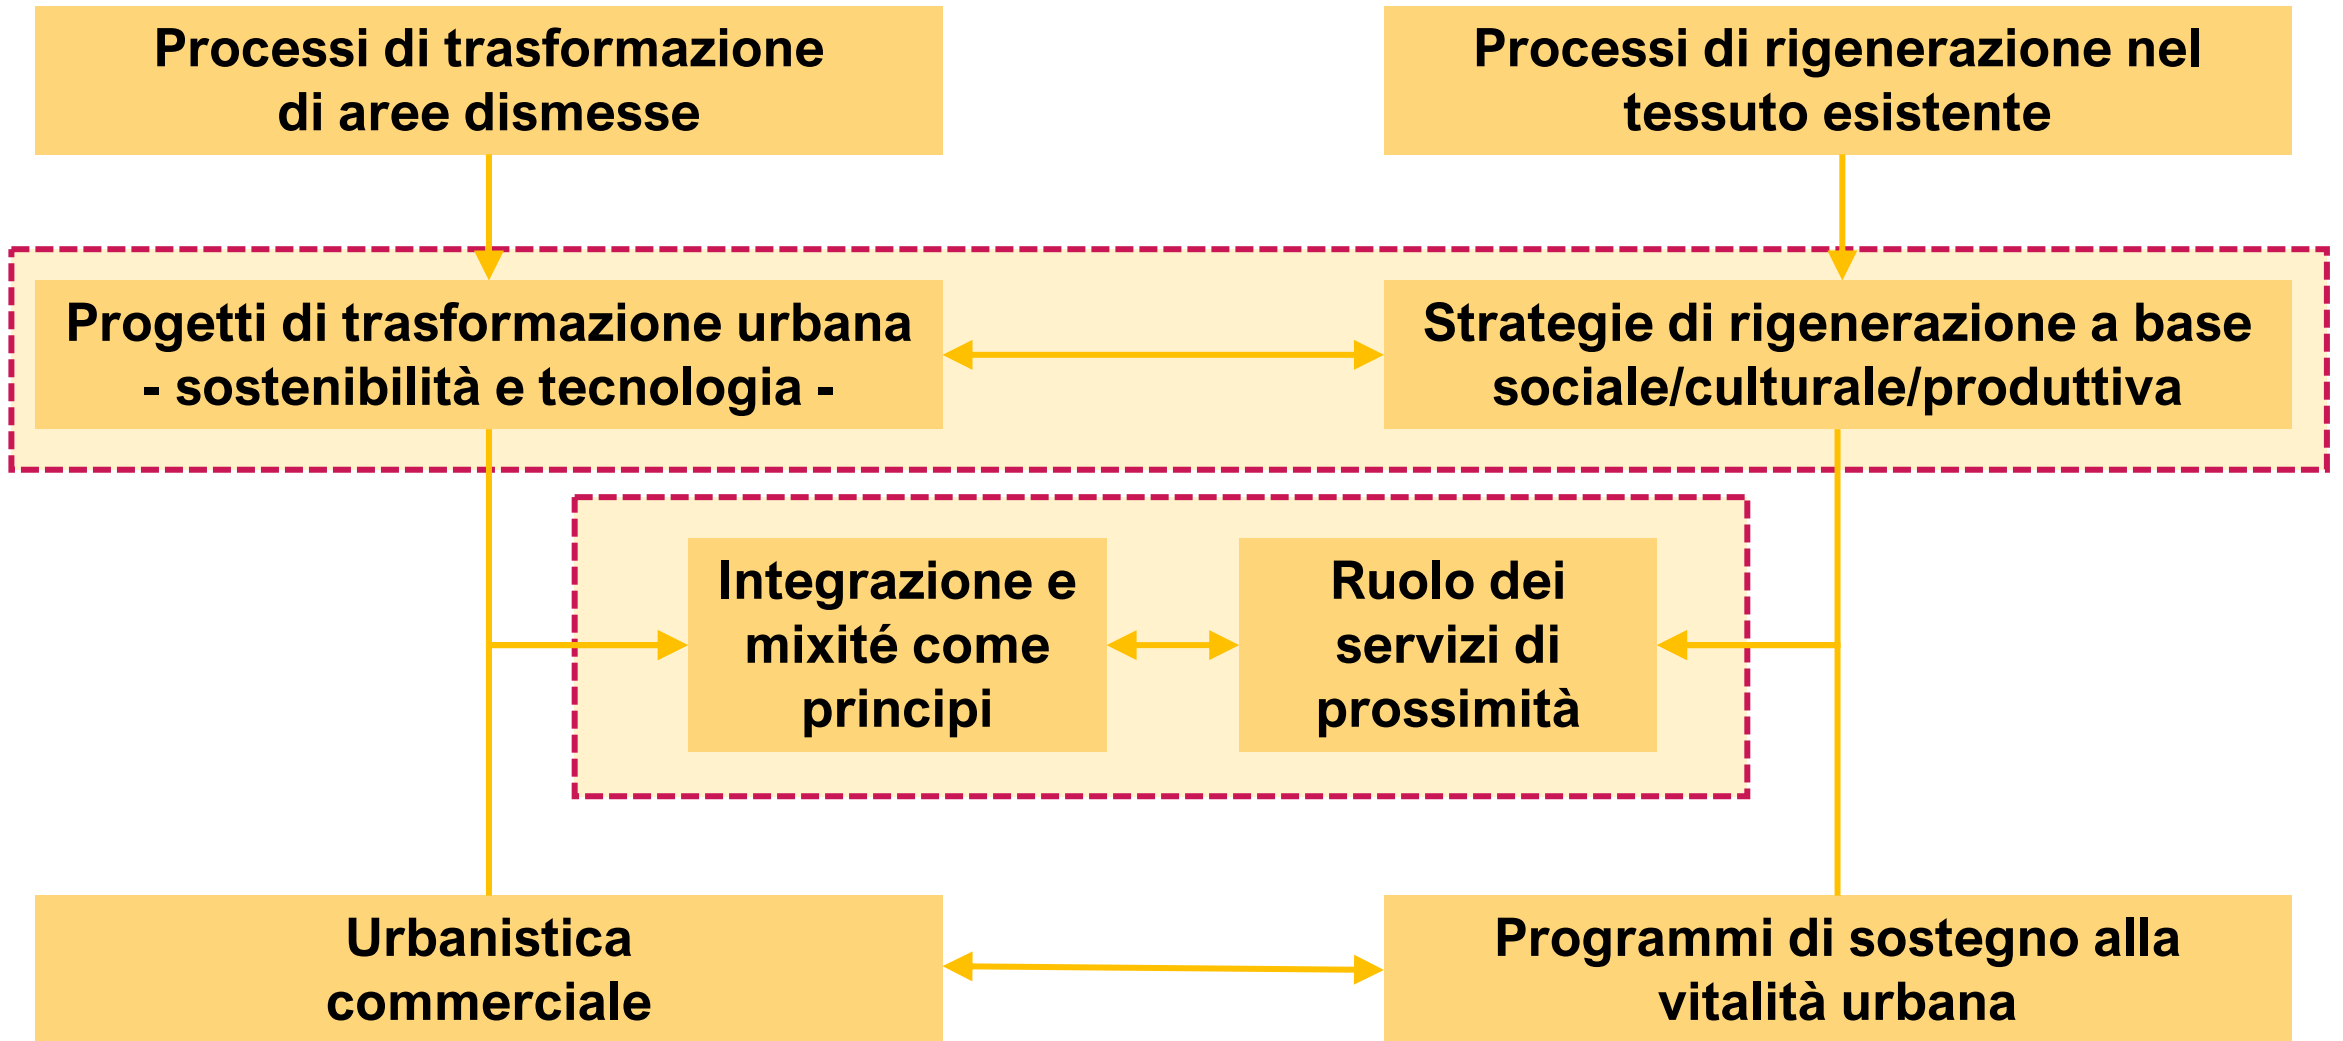 Processi di trasformazione
di aree dismesse
Processi di rigenerazione nel
tessuto esistente
Progetti di trasformazione urbana
- sostenibilità e tecnologia -
Strategie di rigenerazione a base
sociale/culturale/produttiva
Integrazione e
mixité come
principi
Ruolo dei
servizi di
prossimità
Urbanistica
commerciale
Programmi di sostegno alla
vitalità urbana